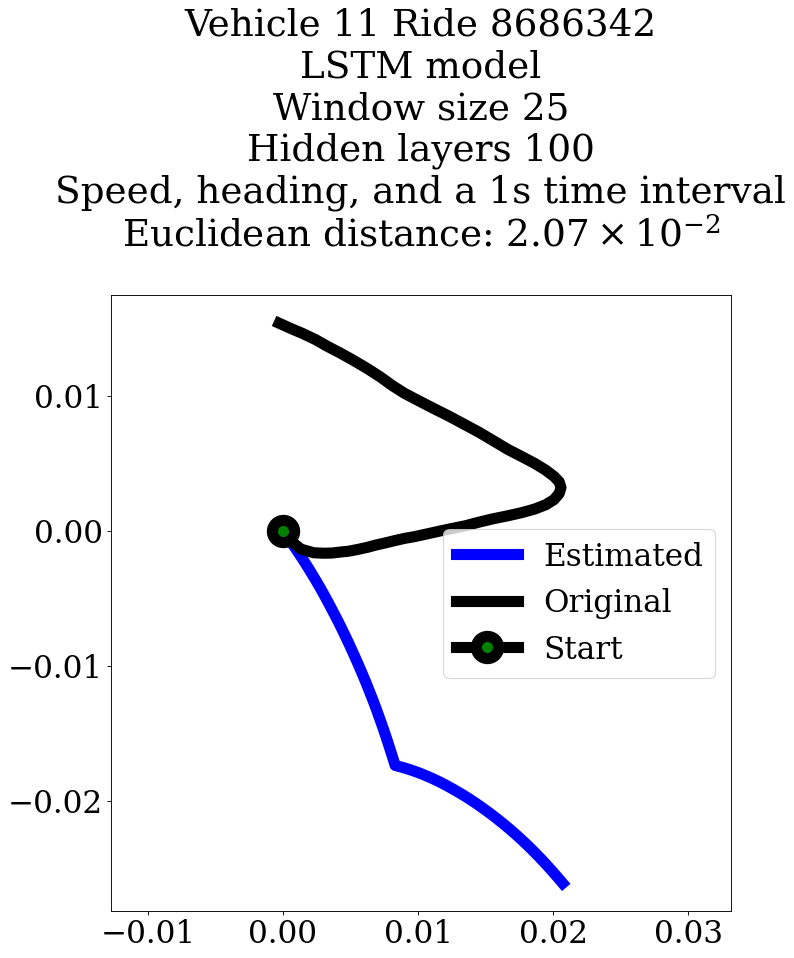 Vehicle 11 Ride 8686342
LSTM model
Window size 25
Hidden layers 100
Speed, heading, and a 1s time interval
Euclidean distance: 2.07 × 10⁻²
0.01
0.00
−0.01
−0.02
Estimated
Original
Start
−0.01 0.00 0.01 0.02 0.03